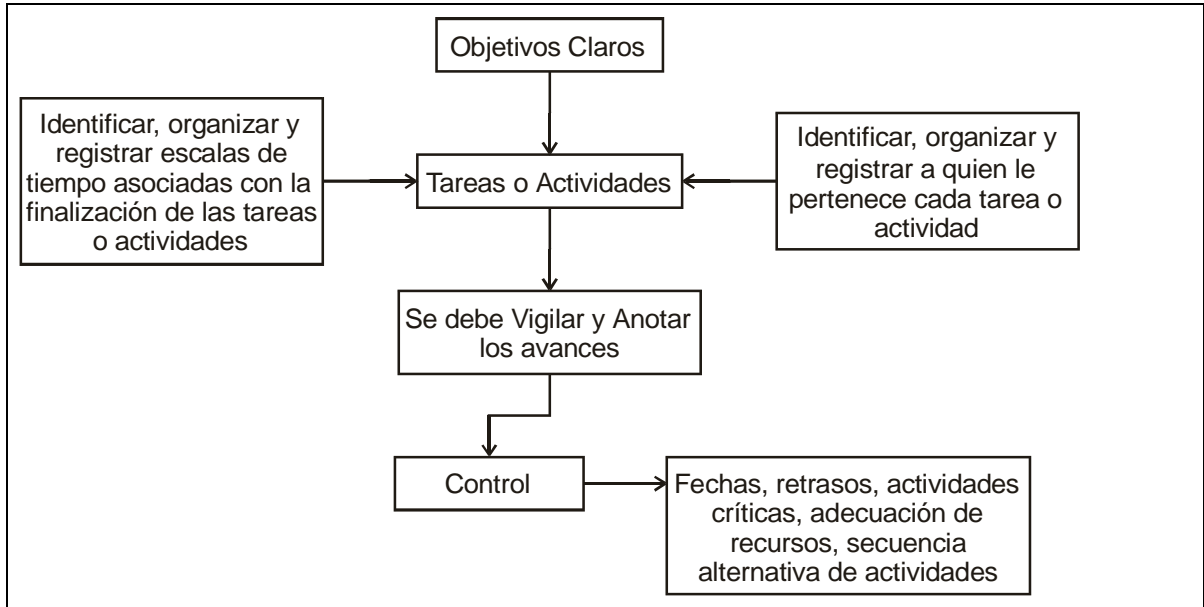 Objetivos Claros
Identificar, organizar y
registrar escalas de
tiempo asociadas con la
finalización de las tareas
o actividades
Tareas o Actividades
Identificar, organizar y
registrar a quien le
pertenece cada tarea o
actividad
Se debe Vigilar y Anotar
los avances
Control
Fechas, retrasos, actividades
críticas, adecuación de
recursos, secuencia
alternativa de actividades